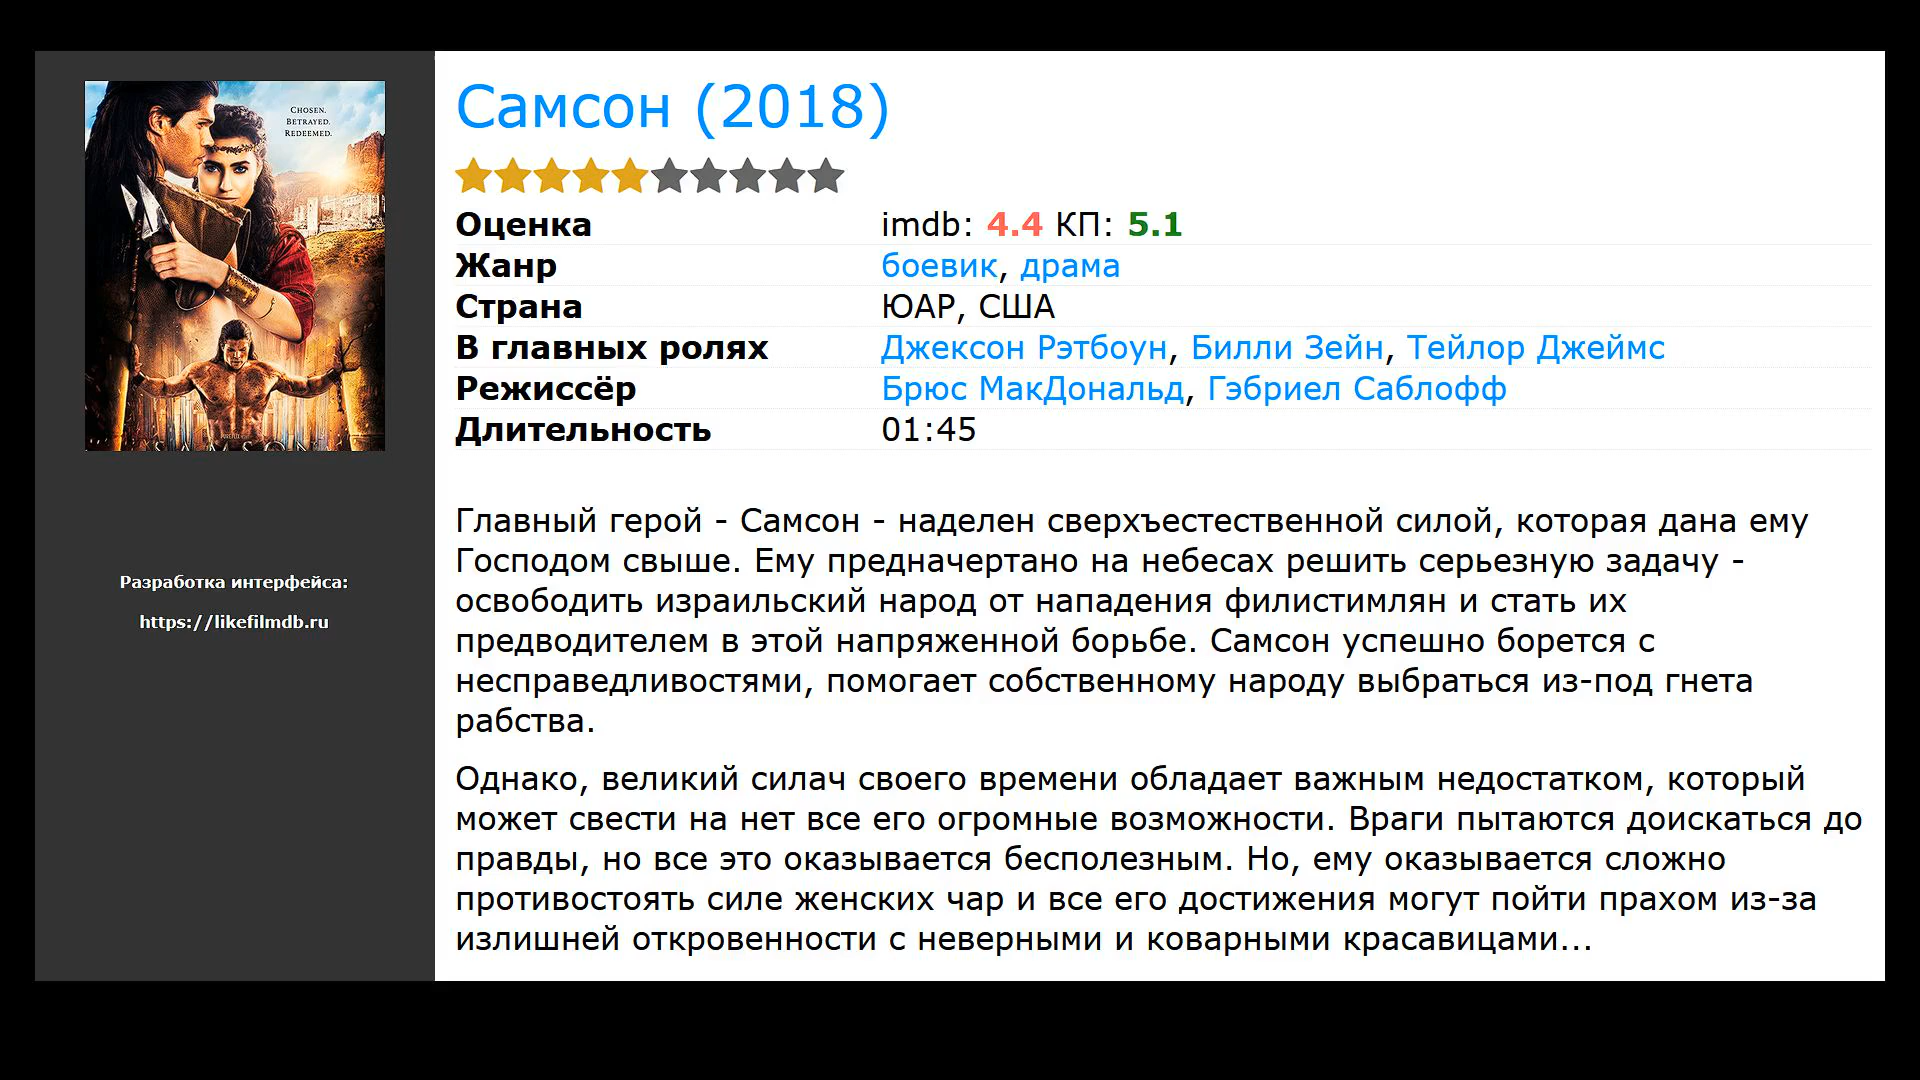 CHOSEN.
BETRAYED.
REDEEMED.
SAMSON
Разработка интерфейса:
https://likefilmdb.ru
Самсон (2018)
Оценка imdb: 4.4 КП: 5.1
Жанр боевик, драма
Страна ЮАР, США
В главных ролях Джексон Рэтбоун, Билли Зейн, Тейлор Джеймс
Режиссёр Брюс МакДональд, Гэбриел Саблофф
Длительность 01:45
Главный герой - Самсон - наделен сверхъестественной силой, которая дана ему
Господом свыше. Ему предначертано на небесах решить серьезную задачу -
освободить израильский народ от нападения филистимлян и стать их
предводителем в этой напряженной борьбе. Самсон успешно борется с
несправедливостями, помогает собственному народу выбраться из-под гнета
рабства.
Однако, великий силач своего времени обладает важным недостатком, который
может свести на нет все его огромные возможности. Враги пытаются доискаться до
правды, но все это оказывается бесполезным. Но, ему оказывается сложно
противостоять силе женских чар и все его достижения могут пойти прахом из-за
излишней откровенности с неверными и коварными красавицами...